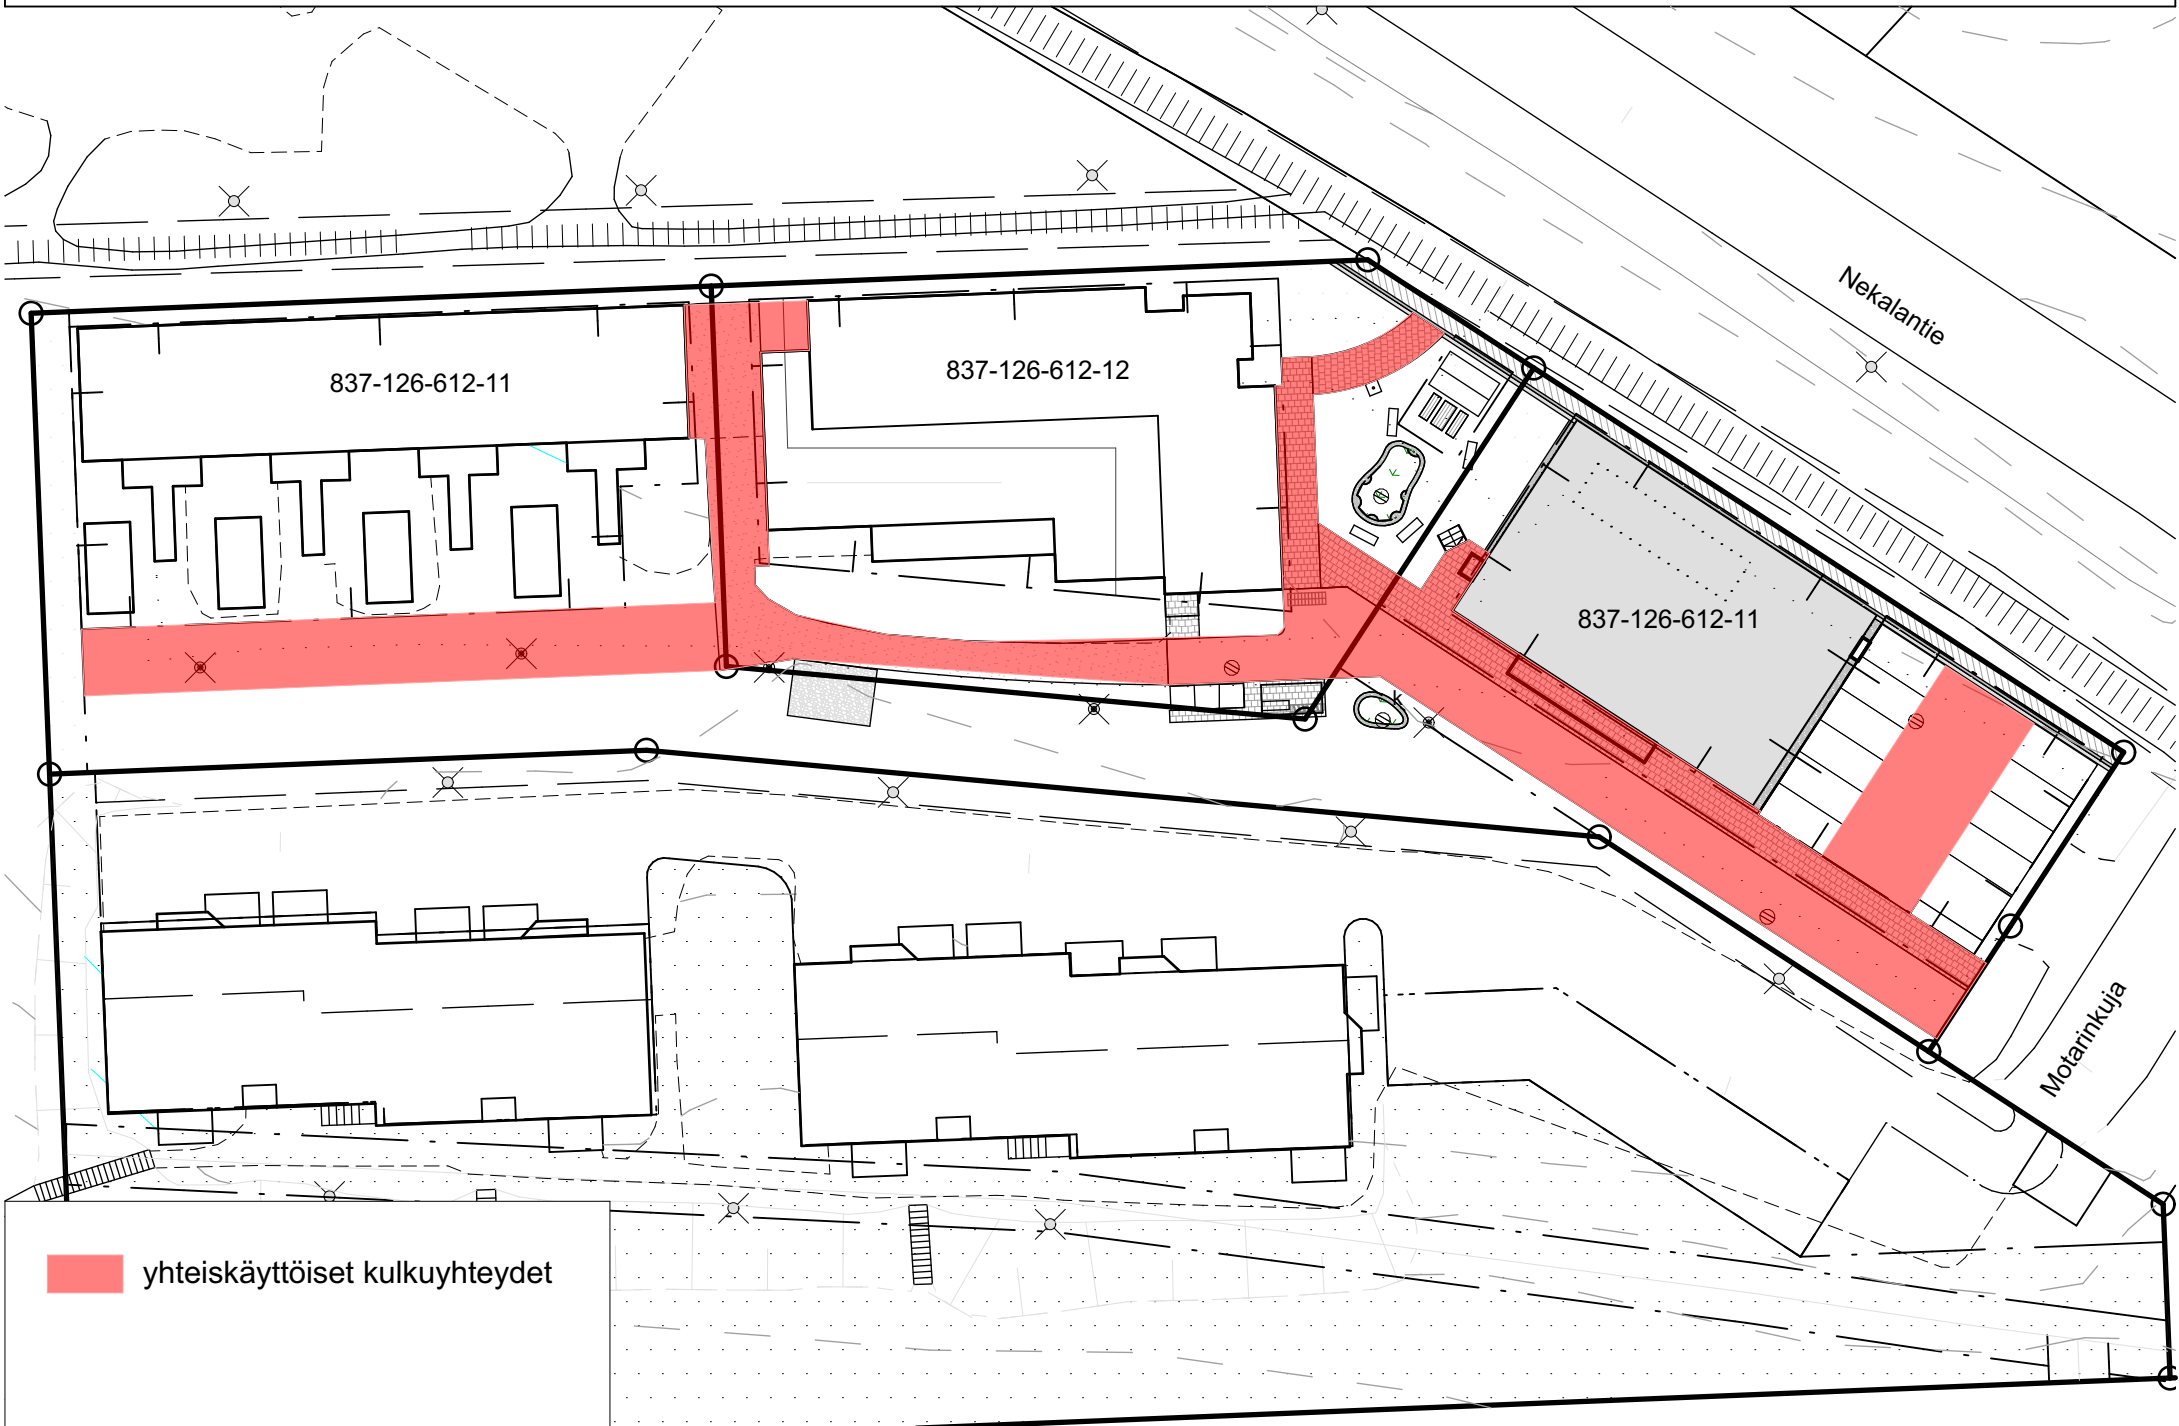 Nekalantie
837-126-612-11
837-126-612-12
837-126-612-11
k
Motarinkuja
yhteiskäyttöiset kulkuyhteydet